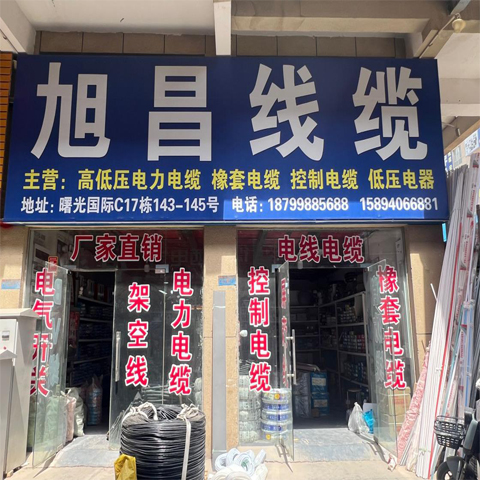 旭昌线缆
主营：高低压电力电缆 橡套电缆 控制电缆 低压电器
地址：曙光国际C17栋143-145号 电话：18799885688 15894066881
厂家直销
电线电缆
电气开关
架空线
电力电缆
控制电缆
橡套电缆